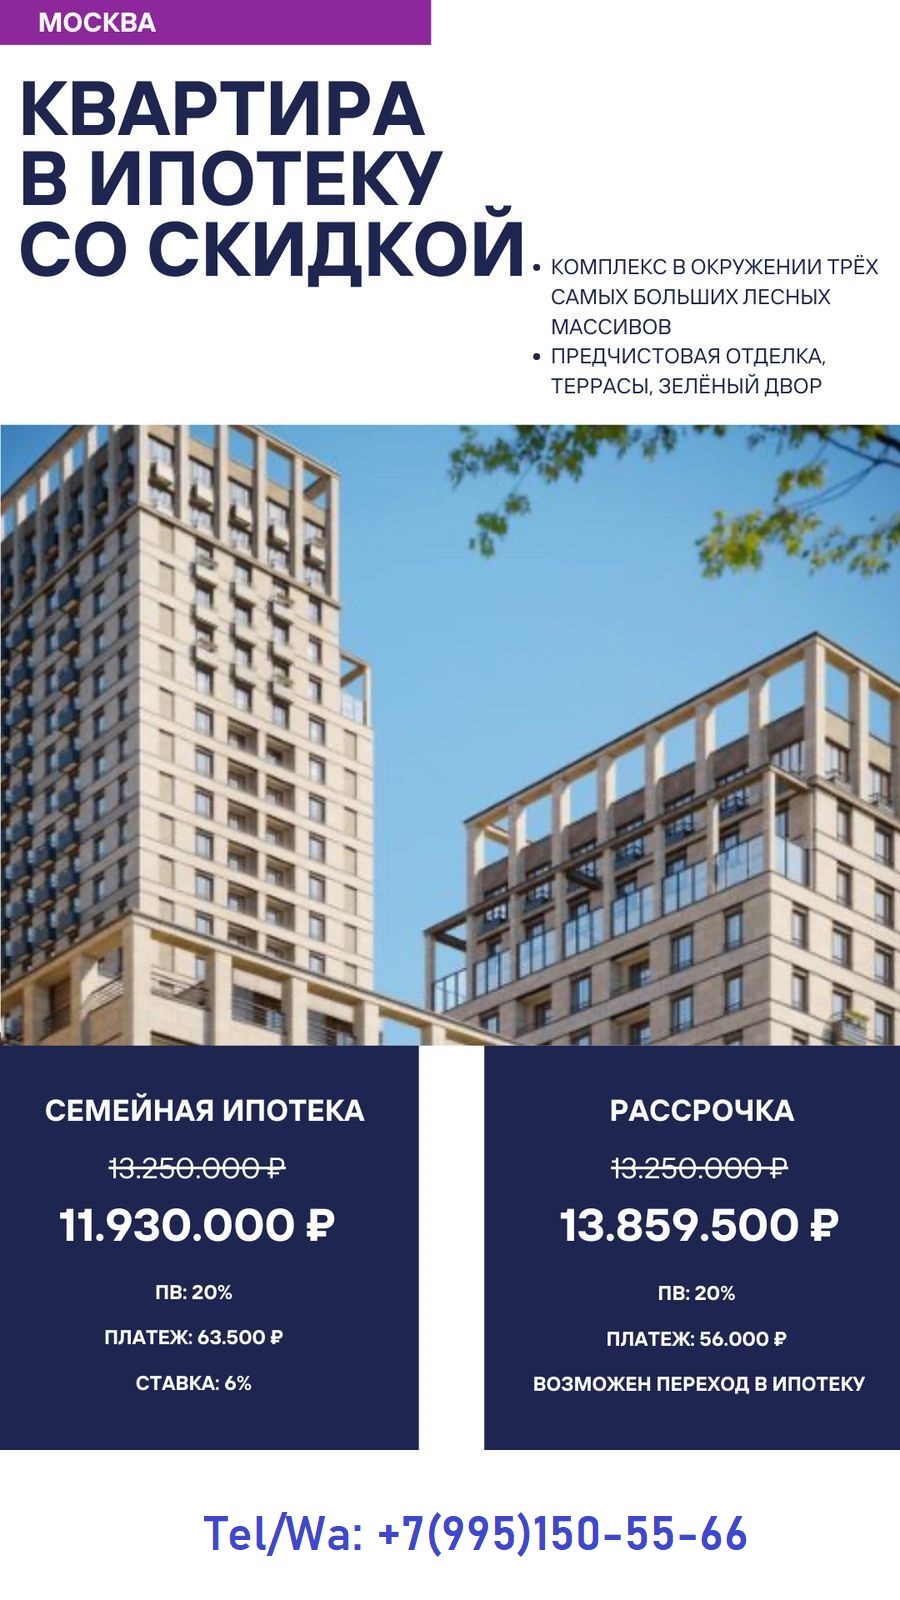 МОСКВА
КВАРТИРА
В ИПОТЕКУ
СО СКИДКОЙ
• КОМПЛЕКС В ОКРУЖЕНИИ ТРЁХ
САМЫХ БОЛЬШИХ ЛЕСНЫХ
МАССИВОВ
• ПРЕДЧИСТОВАЯ ОТДЕЛКА,
ТЕРРАСЫ, ЗЕЛЁНЫЙ ДВОР
СЕМЕЙНАЯ ИПОТЕКА
13.250.000 ₽
11.930.000 ₽
ПВ: 20%
ПЛАТЕЖ: 63.500 ₽
СТАВКА: 6%
РАССРОЧКА
13.250.000 ₽
13.859.500 ₽
ПВ: 20%
ПЛАТЕЖ: 56.000 ₽
ВОЗМОЖЕН ПЕРЕХОД В ИПОТЕКУ
Tel/Wa: +7(995)150-55-66